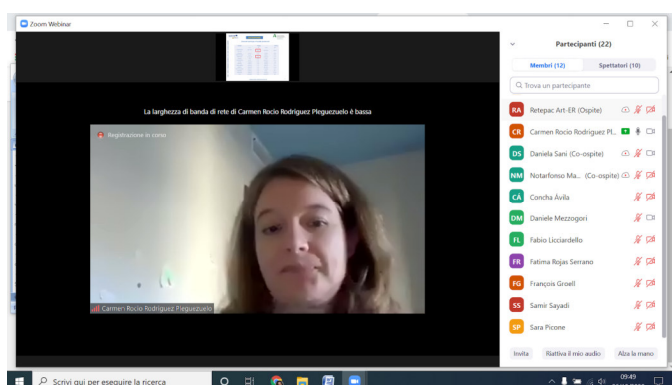 Zoom Webinar
Partecipanti (22)
Membri (12) Spettatori (10)
Trova un partecipante
La larghezza di banda di rete di Carmen Rocio Rodriguez Pleguezuelo è bassa
Registrazione in corso
Carmen Rocio Rodriguez Pleguezuelo
RA Retepac Art-ER (Ospite)
CR Carmen Rocio Rodriguez Pl...
DS Daniela Sani (Co-ospite)
NM Notarfonso Ma... (Co-ospite)
CÁ Concha Ávila
DM Daniele Mezzogori
FL Fabio Licciardello
FR Fatima Rojas Serrano
FG François Groell
SS Samir Sayadi
SP Sara Picone
Invita Riattiva il mio audio Alza la mano
Scrivi qui per eseguire la ricerca
09:49